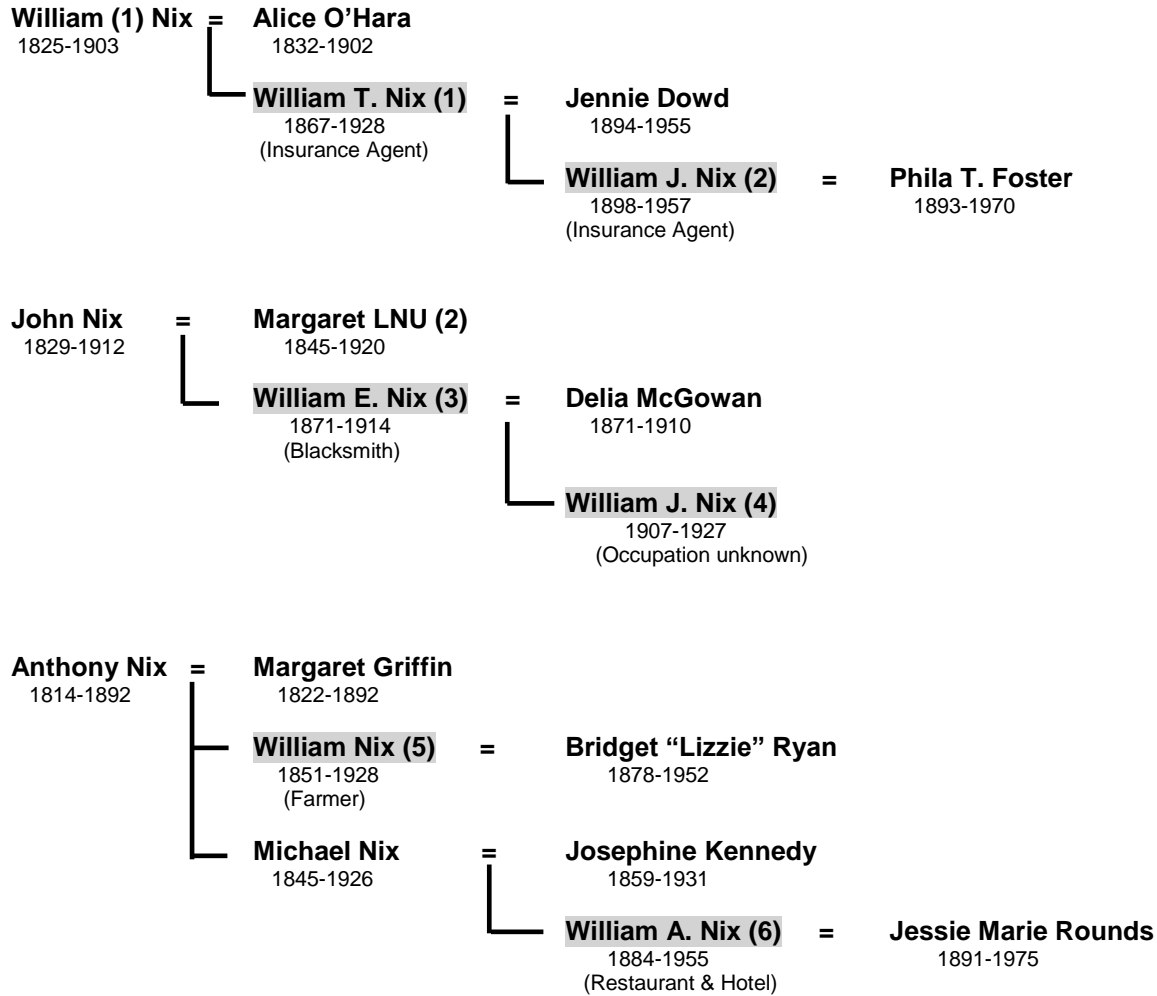 William (1) Nix = Alice O’Hara
1825-1903 1832-1902
William T. Nix (1) = Jennie Dowd
1867-1928 1894-1955
(Insurance Agent)
William J. Nix (2) = Phila T. Foster
1898-1957 1893-1970
(Insurance Agent)
John Nix = Margaret LNU (2)
1829-1912 1845-1920
William E. Nix (3) = Delia McGowan
1871-1914 1871-1910
(Blacksmith)
William J. Nix (4)
1907-1927
(Occupation unknown)
Anthony Nix = Margaret Griffin
1814-1892 1822-1892
William Nix (5) = Bridget “Lizzie” Ryan
1851-1928 1878-1952
(Farmer)
Michael Nix = Josephine Kennedy
1845-1926 1859-1931
William A. Nix (6) = Jessie Marie Rounds
1884-1955 1891-1975
(Restaurant & Hotel)